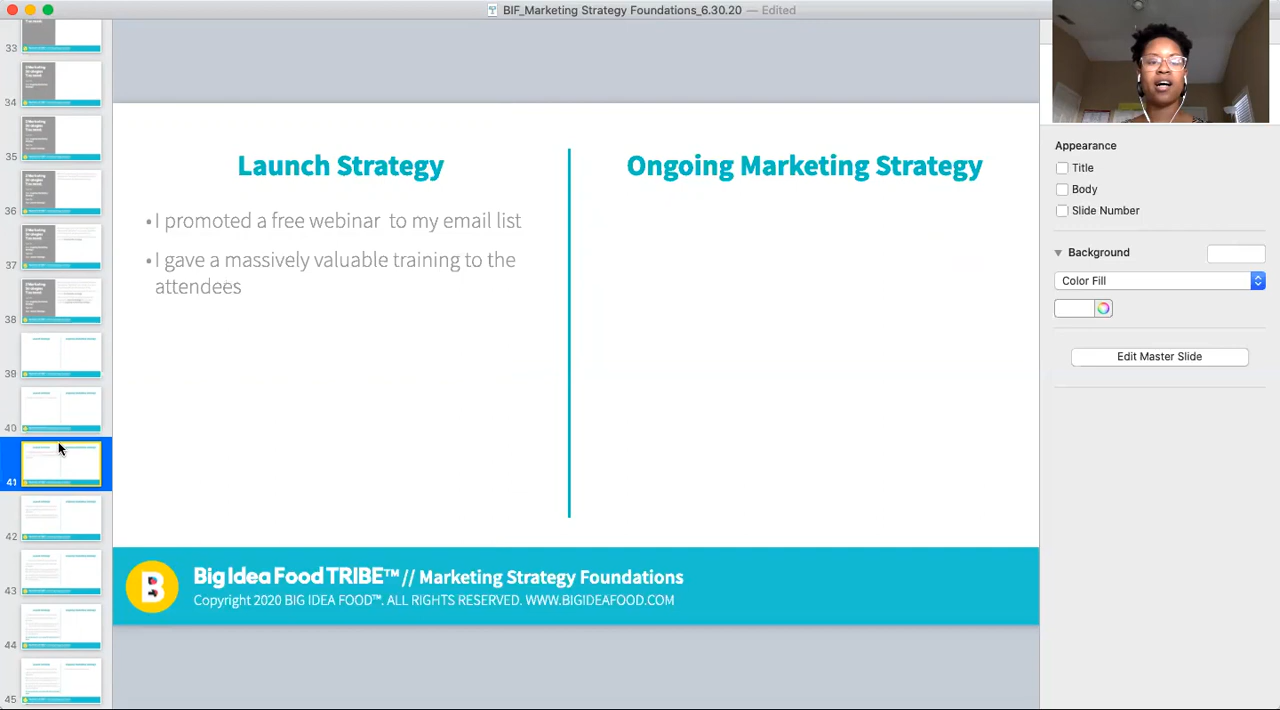 BIF_Marketing Strategy Foundations_6.30.20 — Edited
33
34
35
36
37
38
39
40
41
42
43
44
45
Launch Strategy
•I promoted a free webinar to my email list
•I gave a massively valuable training to the
attendees
Ongoing Marketing Strategy
B
Big Idea Food TRIBE™ // Marketing Strategy Foundations
Copyright 2020 BIG IDEA FOOD™. ALL RIGHTS RESERVED. WWW.BIGIDEAFOOD.COM
Appearance
Title
Body
Slide Number
Background
Color Fill
Edit Master Slide